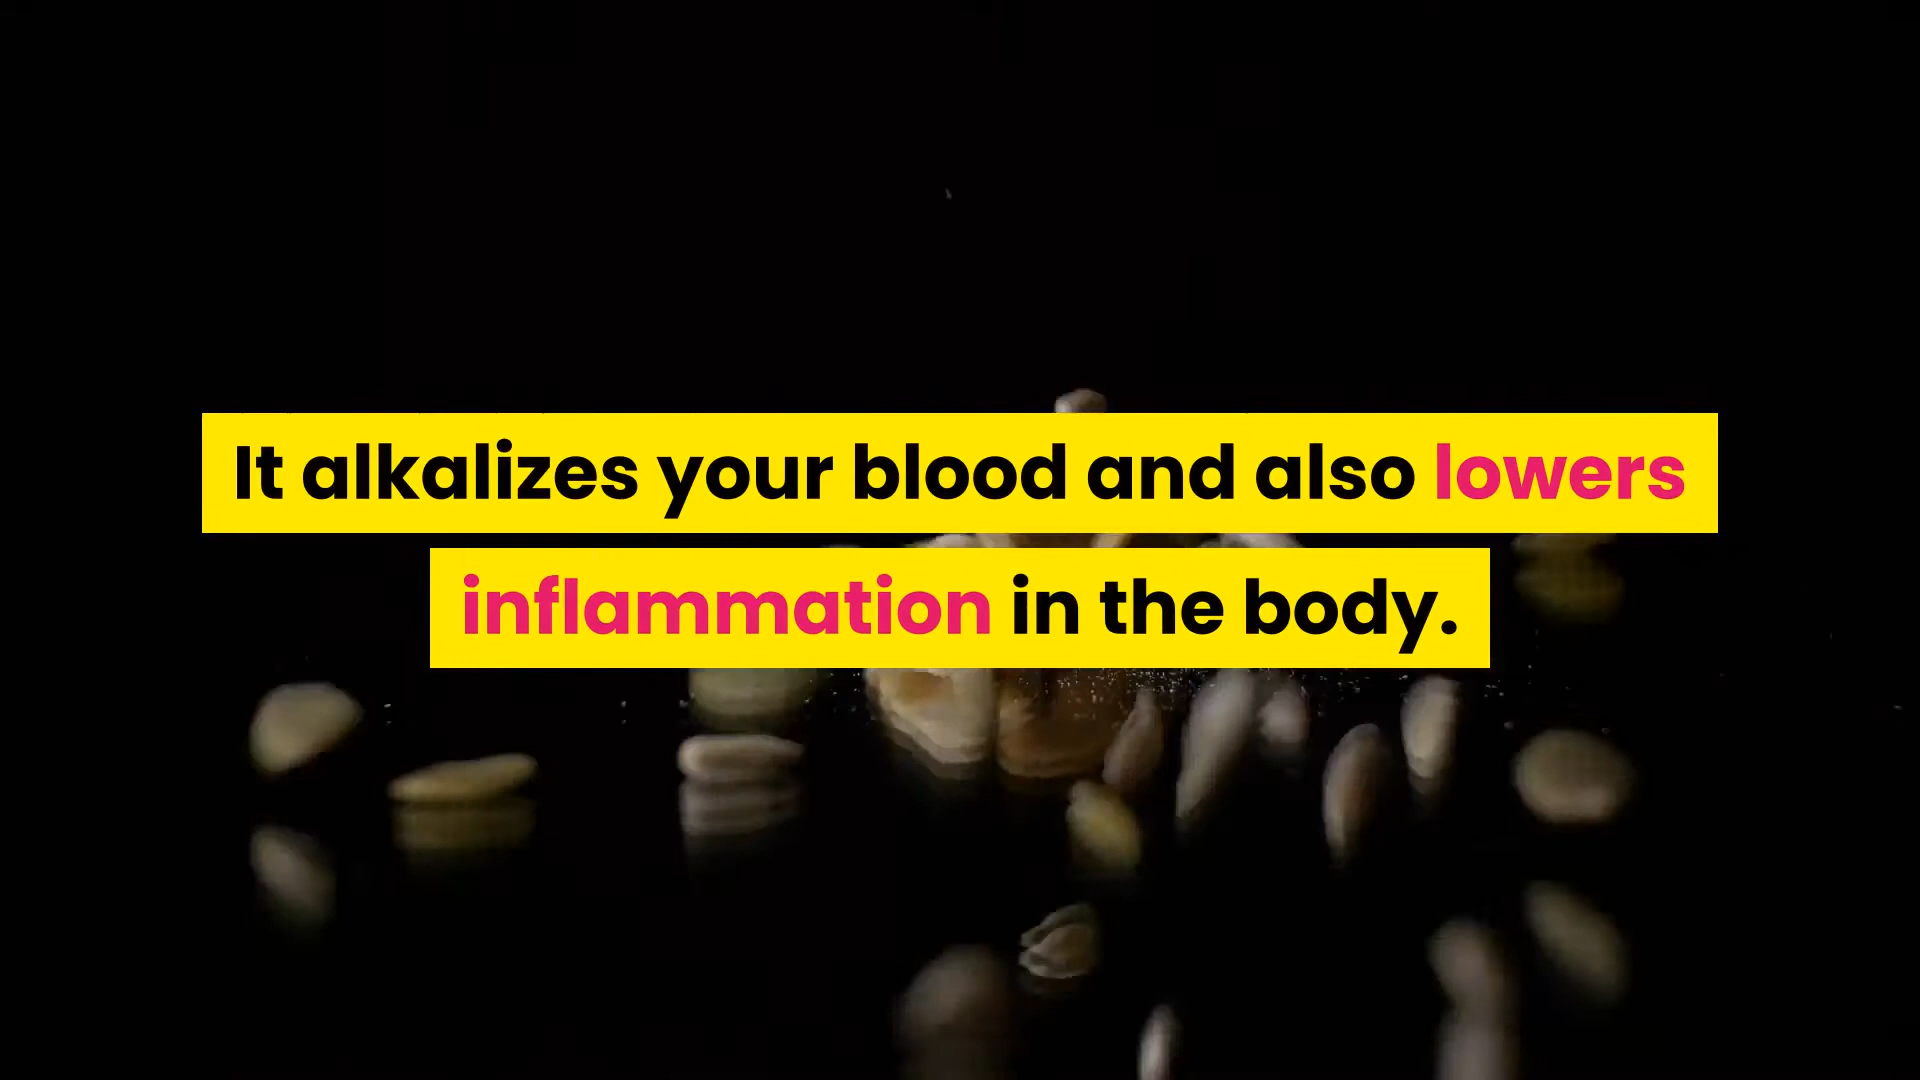 It alkalizes your blood and also lowers
inflammation in the body.